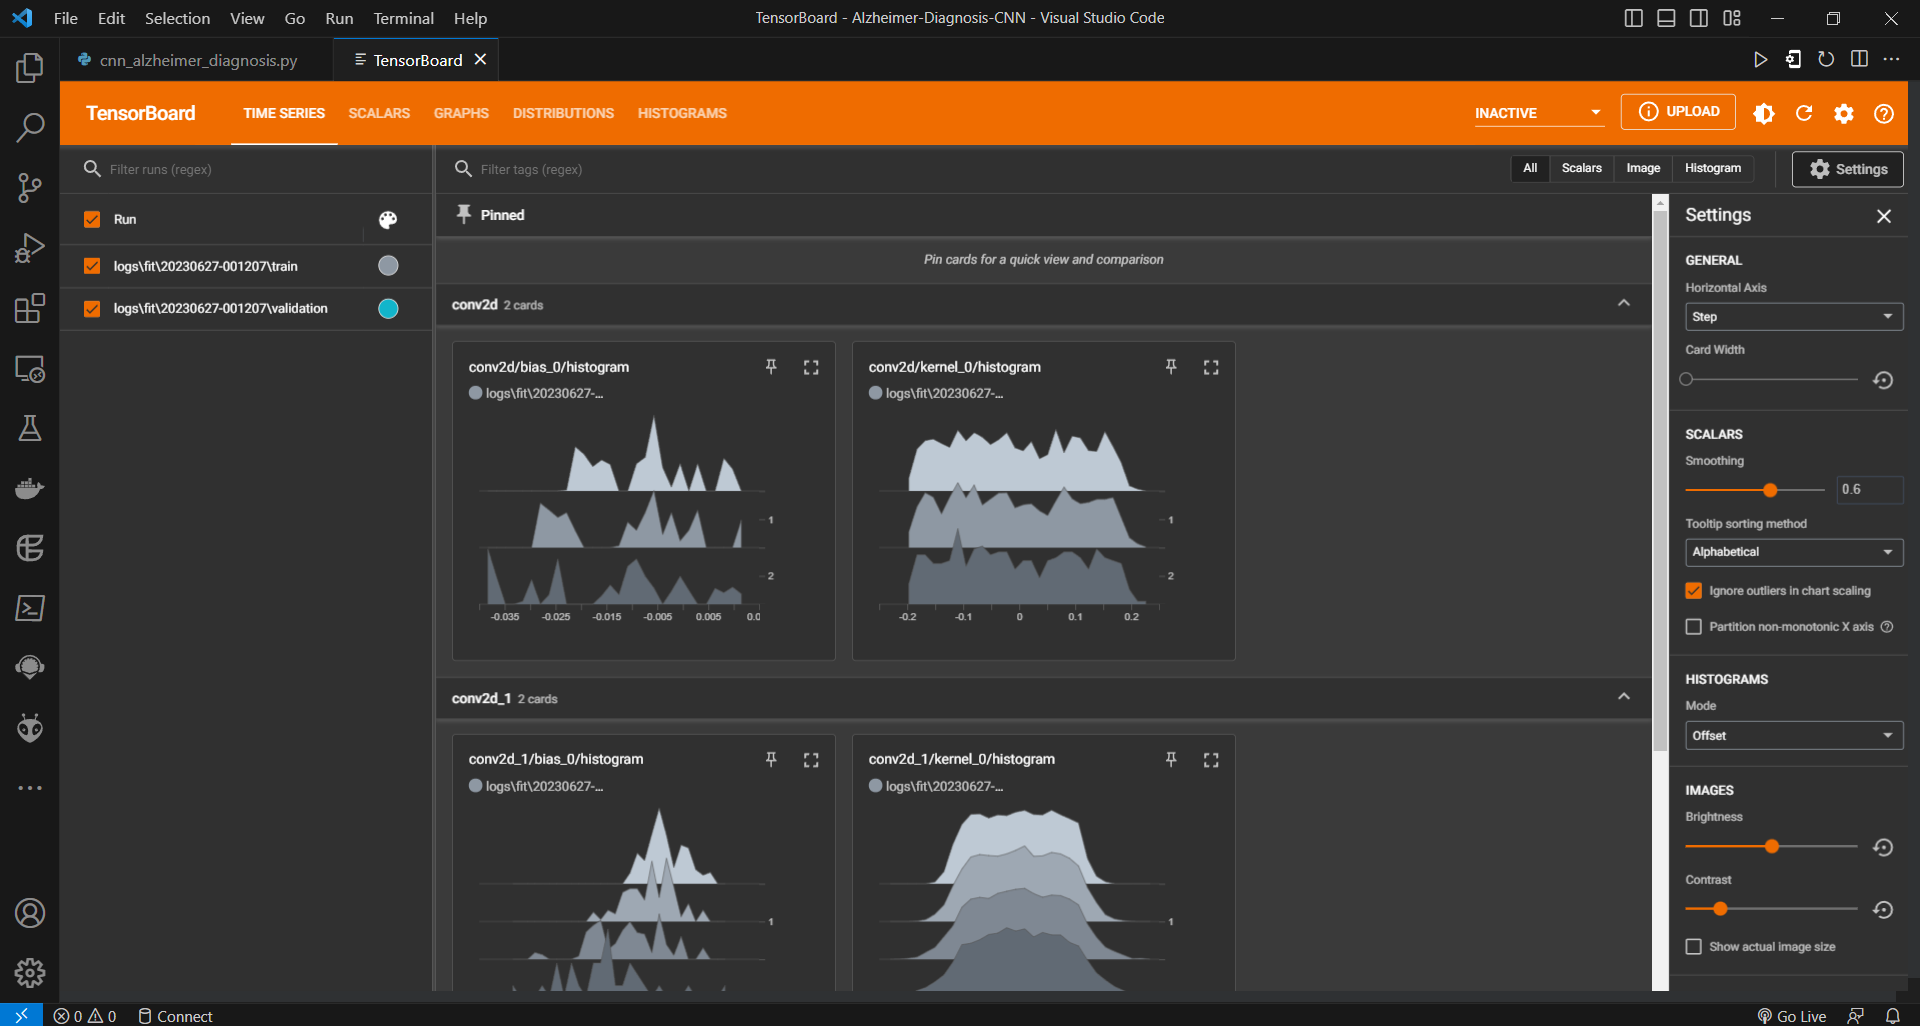 File Edit Selection View Go Run Terminal Help
TensorBoard - Alzheimer-Diagnosis-CNN - Visual Studio Code
cnn_alzheimer_diagnosis.py
TensorBoard
TensorBoard
TIME SERIES SCALARS GRAPHS DISTRIBUTIONS HISTOGRAMS
INACTIVE
UPLOAD
Filter runs (regex)
Filter tags (regex)
All Scalars Image Histogram
Settings
Run
logs\fit\20230627-001207\train
logs\fit\20230627-001207\validation
Pinned
Pin cards for a quick view and comparison
conv2d 2 cards
conv2d/bias_0/histogram
logs\fit\20230627-...
1
2
-0.035 -0.025 -0.015 -0.005 0.005 0.0
conv2d/kernel_0/histogram
logs\fit\20230627-...
1
2
-0.2 -0.1 0 0.1 0.2
conv2d_1 2 cards
conv2d_1/bias_0/histogram
logs\fit\20230627-...
1
conv2d_1/kernel_0/histogram
logs\fit\20230627-...
1
Settings
GENERAL
Horizontal Axis
Step
Card Width
SCALARS
Smoothing
0.6
Tooltip sorting method
Alphabetical
Ignore outliers in chart scaling
Partition non-monotonic X axis
HISTOGRAMS
Mode
Offset
IMAGES
Brightness
Contrast
Show actual image size
0 0 Connect
Go Live